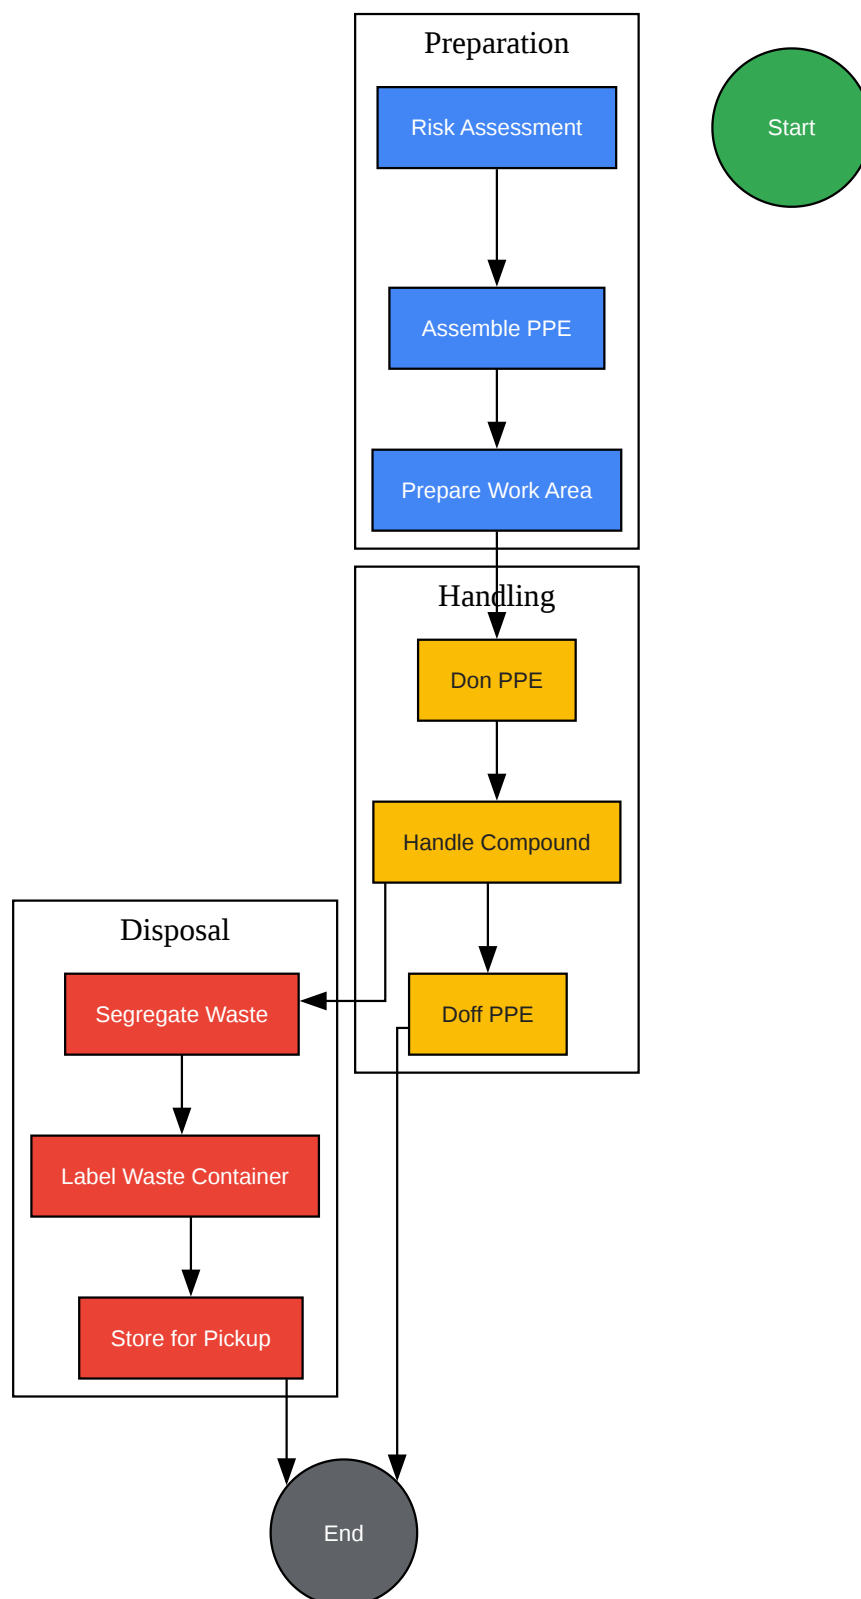 Preparation
Risk Assessment
Start
Assemble PPE
Prepare Work Area
Handling
Don PPE
Handle Compound
Disposal
Segregate Waste
Doff PPE
Label Waste Container
Store for Pickup
End